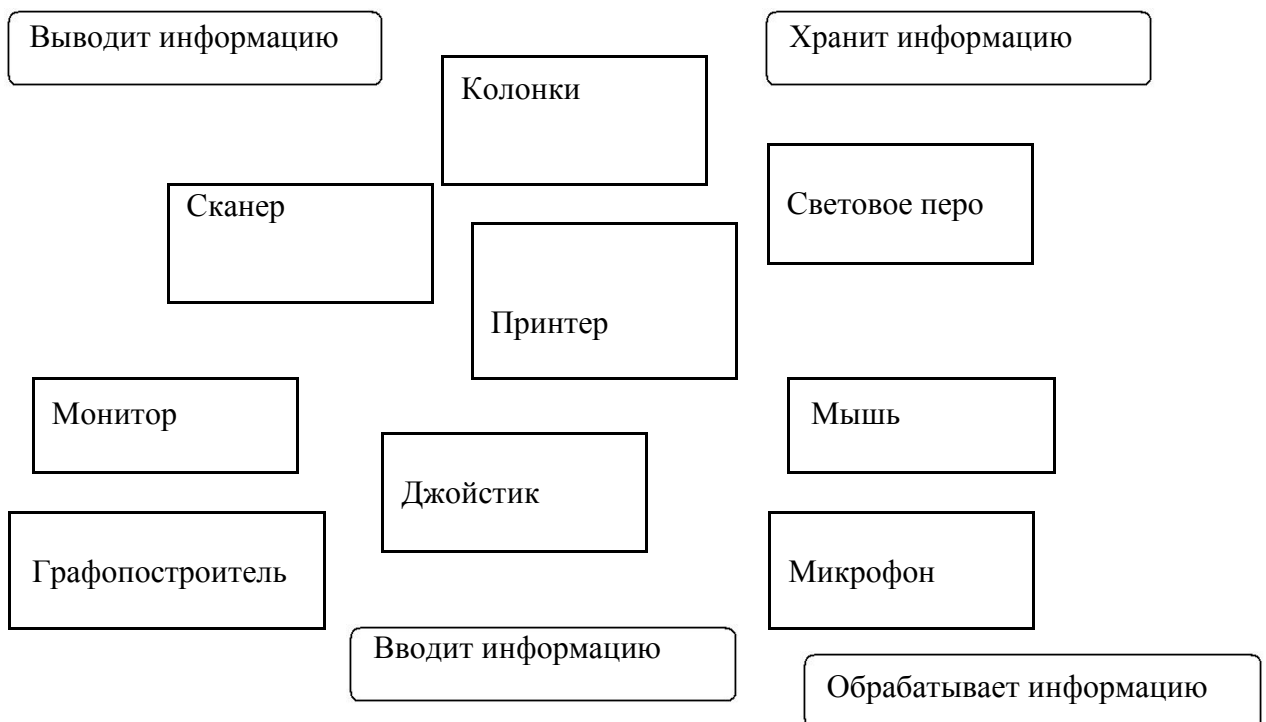 Выводит информацию
Хранит информацию
Колонки
Сканер
Световое перо
Принтер
Монитор
Мышь
Джойстик
Графопостроитель
Микрофон
Вводит информацию
Обрабатывает информацию